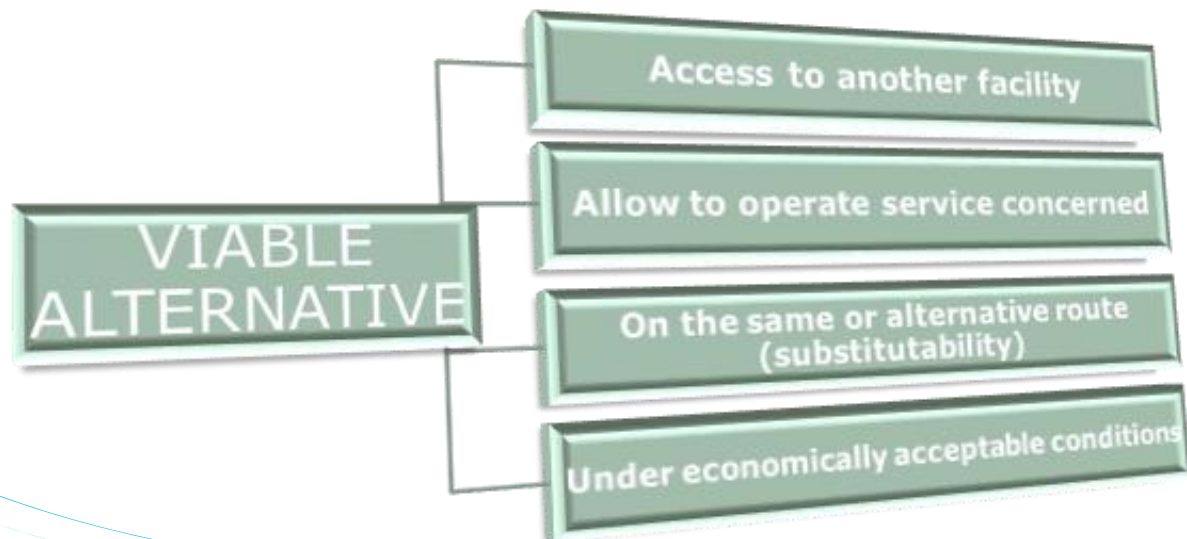 VIABLE
ALTERNATIVE
Access to another facility
Allow to operate service concerned
On the same or alternative route
(substitutability)
Under economically acceptable conditions